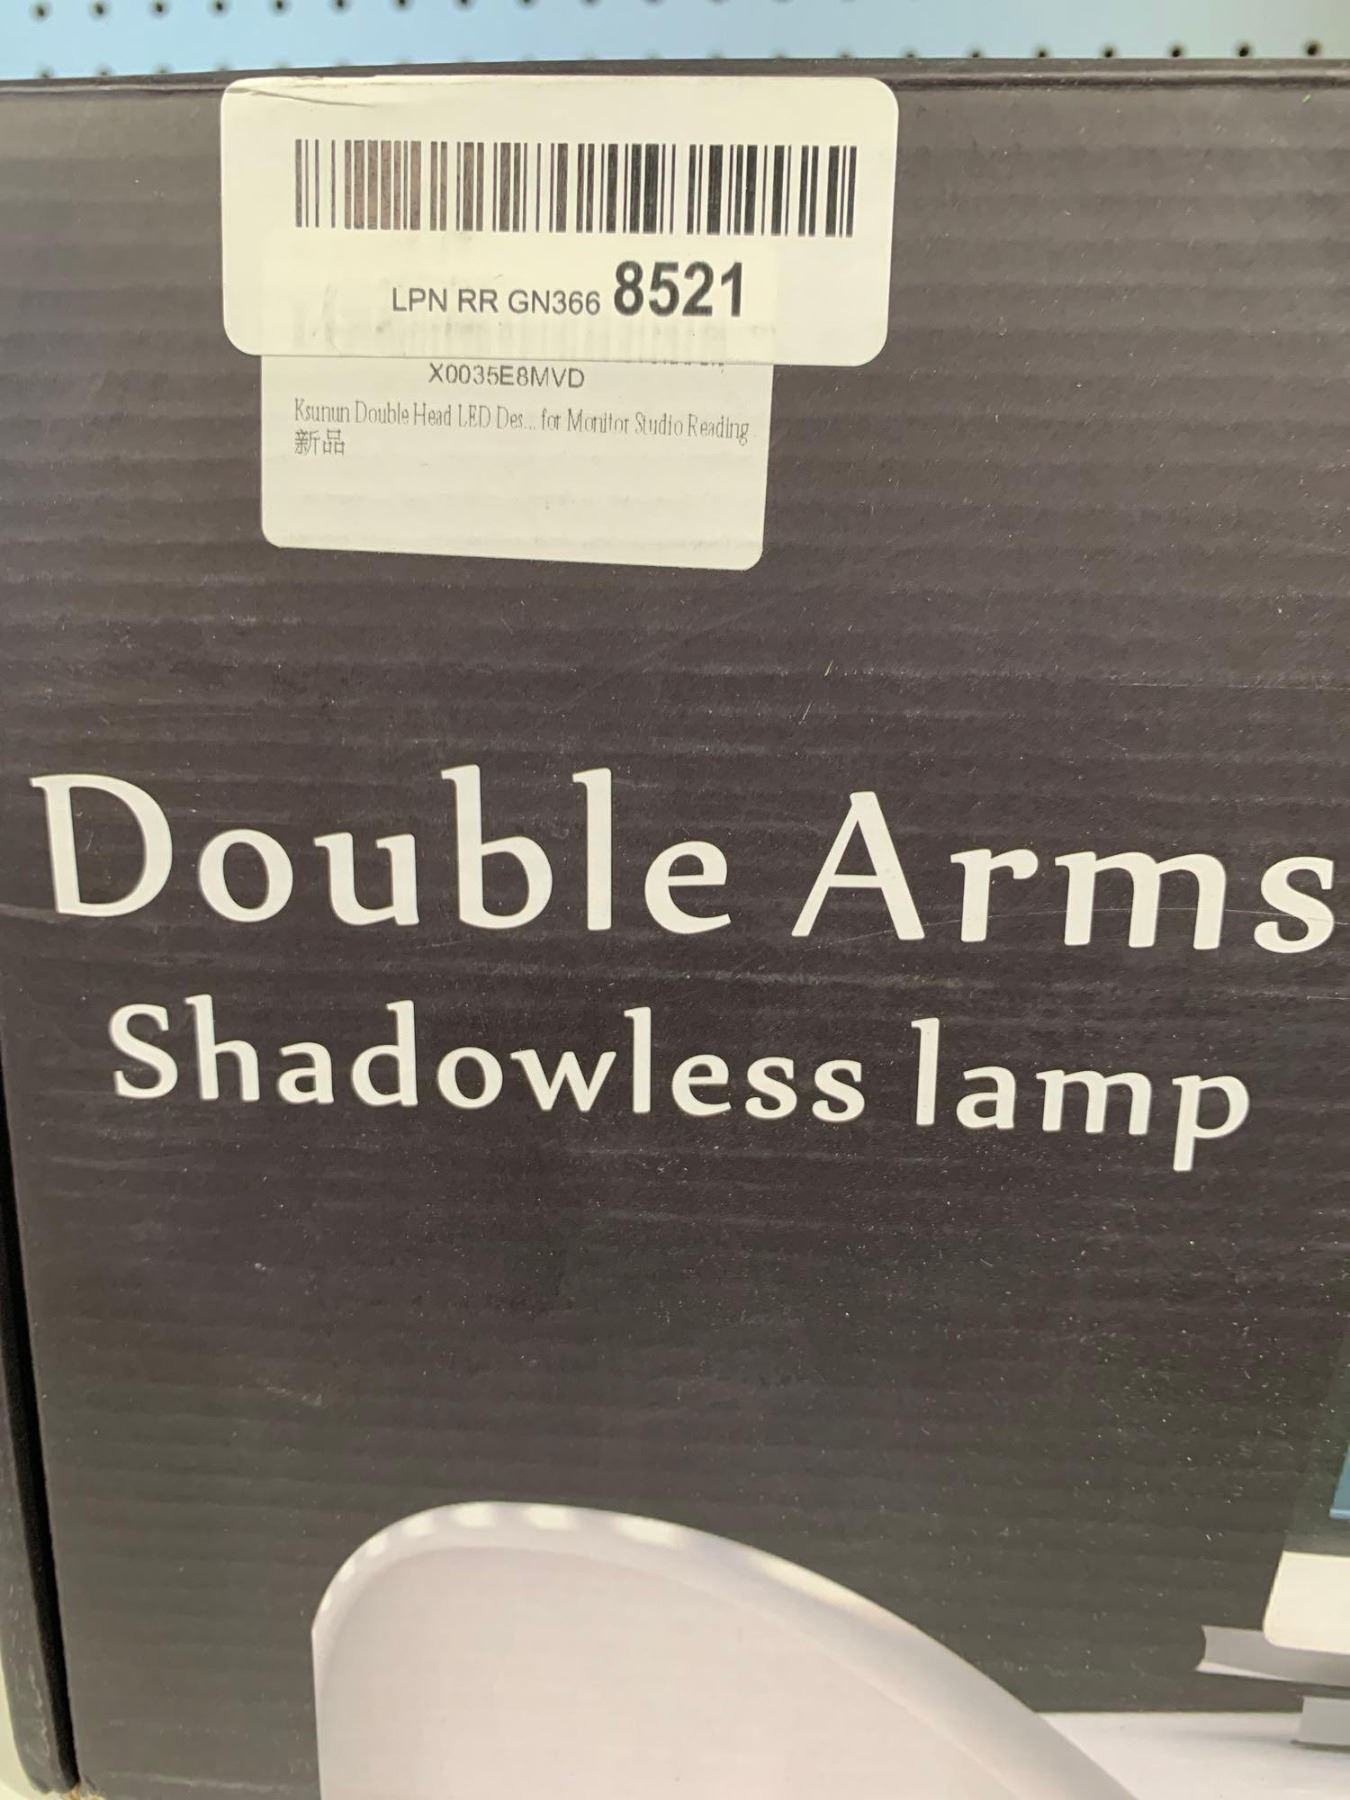 LPN RR GN366 8521
X0035E8MVD
Ksunun Double Head LED Des... for Monitor Studio Reading
新品
Double Arms
Shadowless lamp